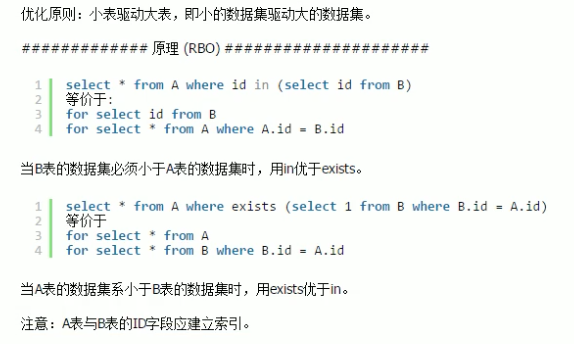 优化原则：小表驱动大表，即小的数据集驱动大的数据集。
############# 原理 (RBO) #####################
1 select * from A where id in (select id from B)
2 等价于:
3 for select id from B
4 for select * from A where A.id = B.id
当B表的数据集必须小于A表的数据集时，用in优于exists。
1 select * from A where exists (select 1 from B where B.id = A.id)
2 等价于
3 for select * from A
4 for select * from B where B.id = A.id
当A表的数据集系小于B表的数据集时，用exists优于in。
注意：A表与B表的ID字段应建立索引。